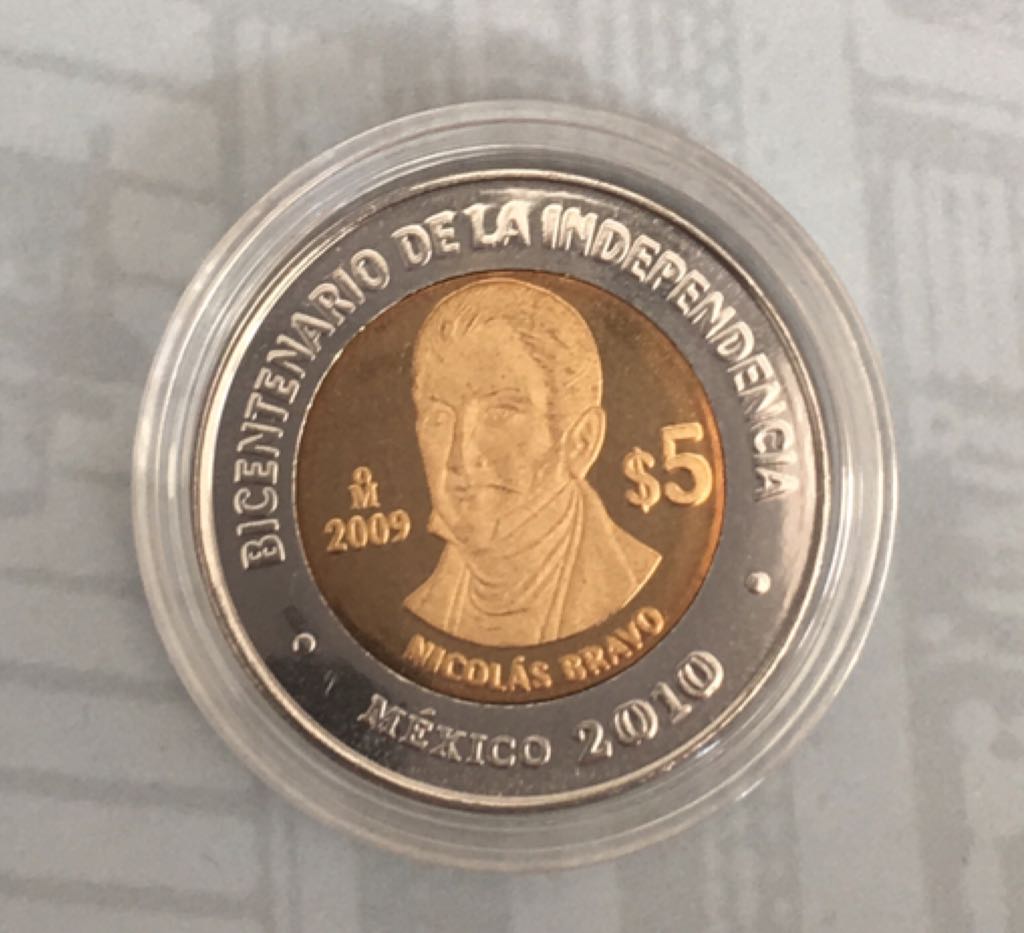 BICENTENARIO DE LA INDEPENDENCIA
$5
M̥
2009
NICOLÁS BRAVO
MÉXICO 2010